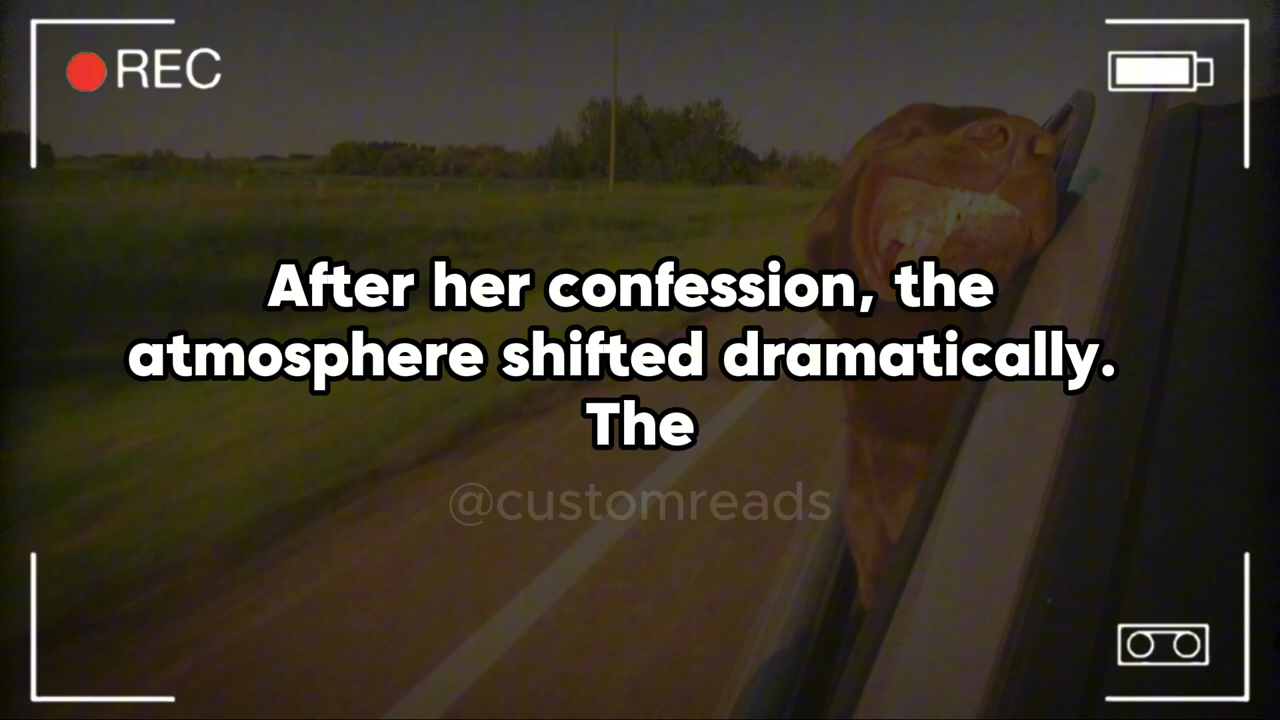 REC
After her confession, the
atmosphere shifted dramatically.
The
@customreads